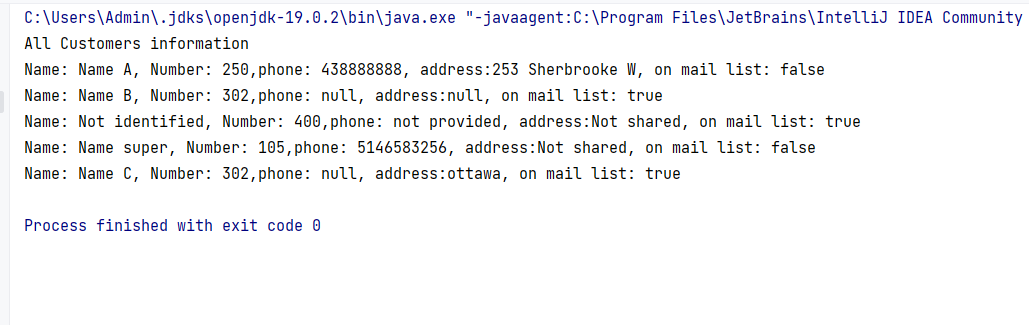 C:\Users\Admin\.jdks\openjdk-19.0.2\bin\java.exe "-javaagent:C:\Program Files\JetBrains\IntelliJ IDEA Community
All Customers information
Name: Name A, Number: 250,phone: 438888888, address:253 Sherbrooke W, on mail list: false
Name: Name B, Number: 302,phone: null, address:null, on mail list: true
Name: Not identified, Number: 400,phone: not provided, address:Not shared, on mail list: true
Name: Name super, Number: 105,phone: 5146583256, address:Not shared, on mail list: false
Name: Name C, Number: 302,phone: null, address:ottawa, on mail list: true
Process finished with exit code 0